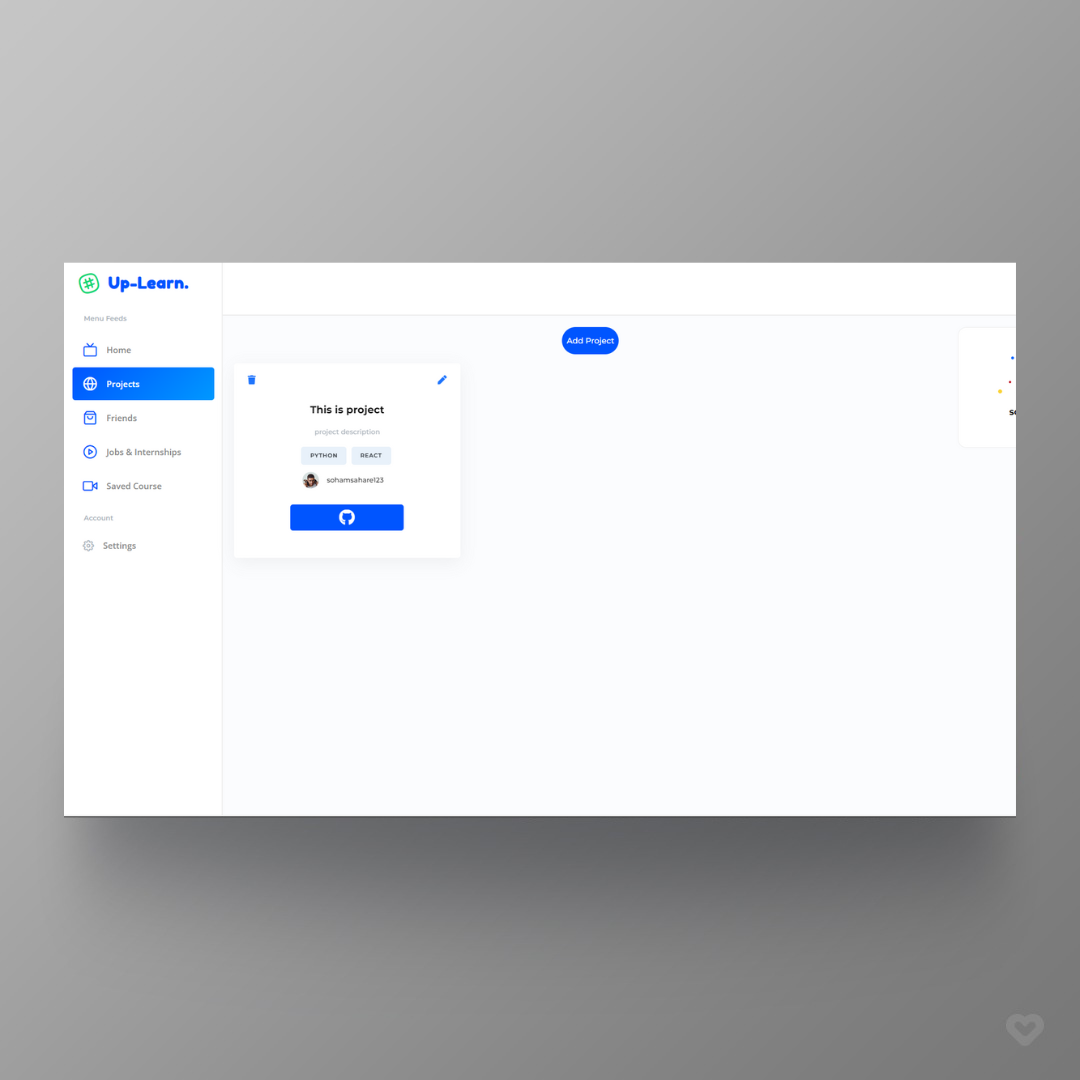 Up-Learn.
Menu Feeds
Home
Projects
Friends
Jobs & Internships
Saved Course
Account
Settings
Add Project
This is project
project description
PYTHON REACT
sohamsahare123